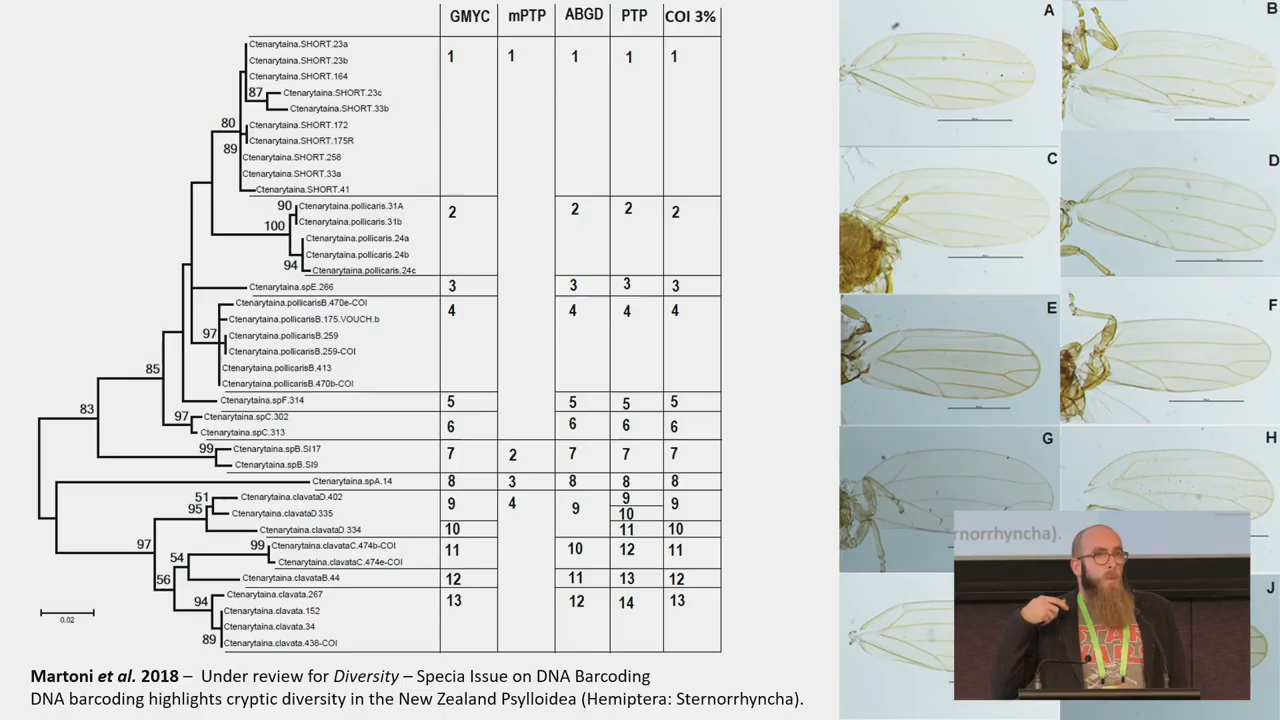 GMYC mPTP ABGD PTP COI 3%
Ctenarytaina.SHORT.23a
Ctenarytaina.SHORT.23b
1 1 1 1 1
Ctenarytaina.SHORT.164
87 Ctenarytaina.SHORT.23c
Ctenarytaina.SHORT.33b
80 Ctenarytaina.SHORT.172
Ctenarytaina.SHORT.175R
89 Ctenarytaina.SHORT.258
Ctenarytaina.SHORT.33a
Ctenarytaina.SHORT.41
90 Ctenarytaina.pollicaris.31A 2 2 2 2
100 Ctenarytaina.pollicaris.31b
Ctenarytaina.pollicaris.24a
Ctenarytaina.pollicaris.24b
94 Ctenarytaina.pollicaris.24c
Ctenarytaina.spE.266 3 3 3 3
Ctenarytaina.pollicarisB.470e-COI 4 4 4 4
Ctenarytaina.pollicarisB.175.VOUCH.b
97 Ctenarytaina.pollicarisB.259
Ctenarytaina.pollicarisB.259-COI
85 Ctenarytaina.pollicarisB.413
Ctenarytaina.pollicarisB.470b-COI
Ctenarytaina.spF.314 5 5 5 5
83 97 Ctenarytaina.spC.302 6 6 6 6
Ctenarytaina.spC.313
99 Ctenarytaina.spB.SI17 7 2 7 7 7
Ctenarytaina.spB.SI9
Ctenarytaina.spA.14 8 3 8 8 8
51 Ctenarytaina.clavataD.402 9 4 9 9 9
95 Ctenarytaina.clavataD.335 10
Ctenarytaina.clavataD.334 10 11 10
97 99 Ctenarytaina.clavataC.474b-COI 11 10 12 11
54 Ctenarytaina.clavataC.474e-COI
56 Ctenarytaina.clavataB.44 12 11 13 12
94 Ctenarytaina.clavata.267 13 12 14 13
Ctenarytaina.clavata.152
Ctenarytaina.clavata.34
89 Ctenarytaina.clavata.438-COI
0.02
Martoni et al. 2018 – Under review for Diversity – Specia Issue on DNA Barcoding
DNA barcoding highlights cryptic diversity in the New Zealand Psylloidea (Hemiptera: Sternorrhyncha).
A B
C D
E F
G H
J
rnorrhyncha).
STAR
WARS